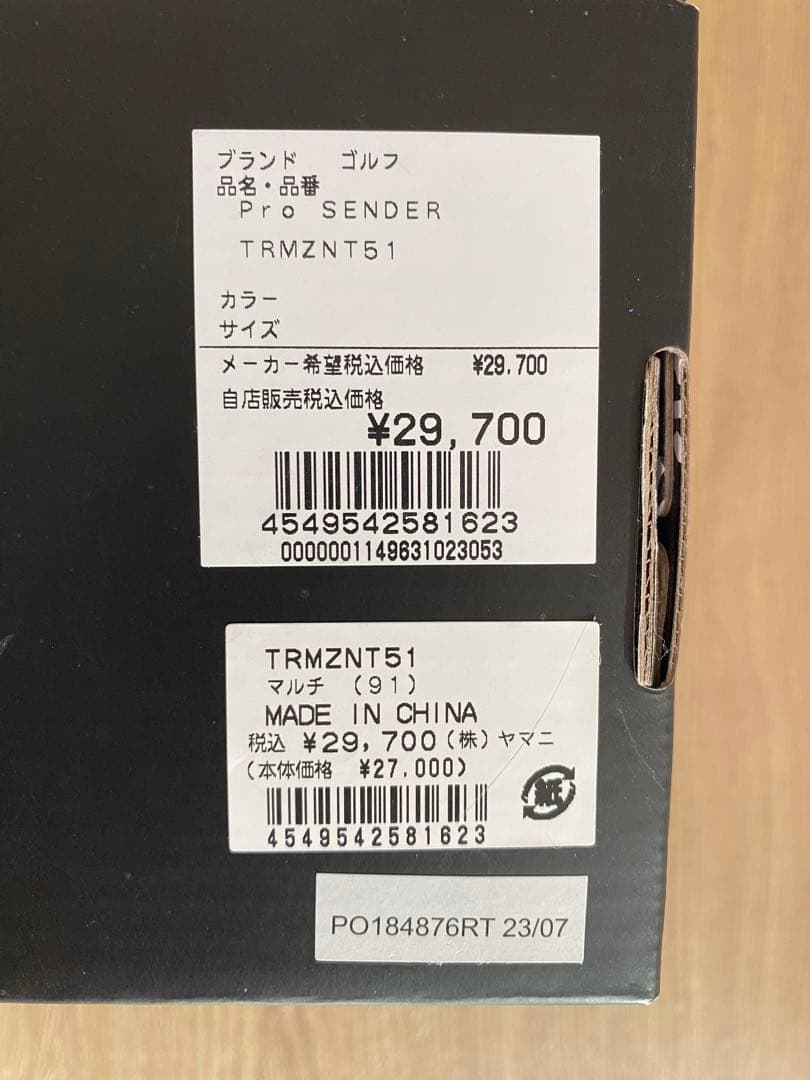 ブランド　ゴルフ
品名・品番
Pro SENDER
TRMZNT51
カラー
サイズ
メーカー希望税込価格　¥29.700
自店販売税込価格
¥29,700
4549542581623
0000001149631023053
TRMZNT51
マルチ （91）
MADE IN CHINA
税込 ¥29,700（株）ヤマニ
（本体価格 ¥27,000）
紙
4549542581623
PO184876RT 23/07